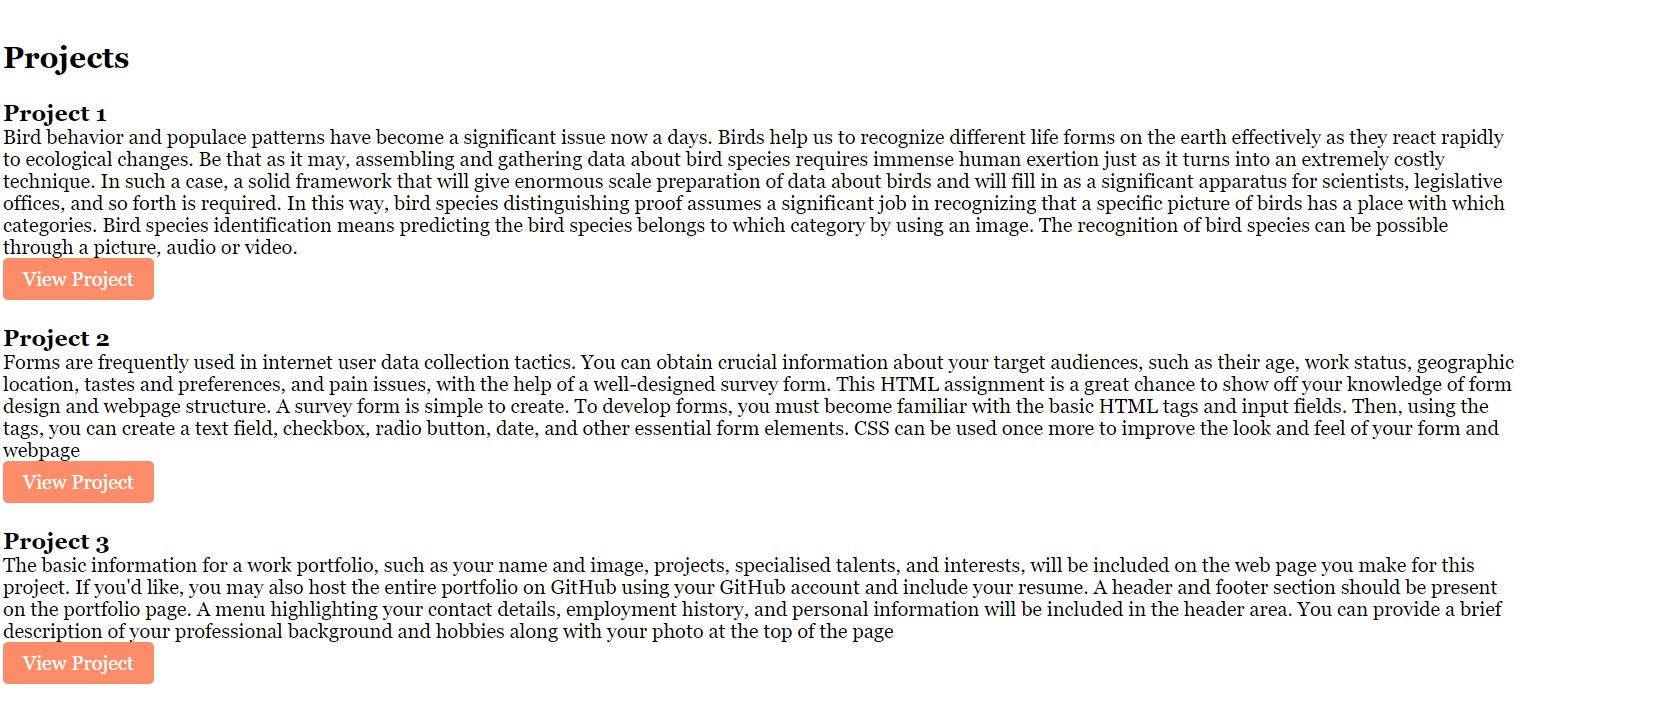 Projects
Project 1
Bird behavior and populace patterns have become a significant issue now a days. Birds help us to recognize different life forms on the earth effectively as they react rapidly
to ecological changes. Be that as it may, assembling and gathering data about bird species requires immense human exertion just as it turns into an extremely costly
technique. In such a case, a solid framework that will give enormous scale preparation of data about birds and will fill in as a significant apparatus for scientists, legislative
offices, and so forth is required. In this way, bird species distinguishing proof assumes a significant job in recognizing that a specific picture of birds has a place with which
categories. Bird species identification means predicting the bird species belongs to which category by using an image. The recognition of bird species can be possible
through a picture, audio or video.
View Project
Project 2
Forms are frequently used in internet user data collection tactics. You can obtain crucial information about your target audiences, such as their age, work status, geographic
location, tastes and preferences, and pain issues, with the help of a well-designed survey form. This HTML assignment is a great chance to show off your knowledge of form
design and webpage structure. A survey form is simple to create. To develop forms, you must become familiar with the basic HTML tags and input fields. Then, using the
tags, you can create a text field, checkbox, radio button, date, and other essential form elements. CSS can be used once more to improve the look and feel of your form and
webpage
View Project
Project 3
The basic information for a work portfolio, such as your name and image, projects, specialised talents, and interests, will be included on the web page you make for this
project. If you'd like, you may also host the entire portfolio on GitHub using your GitHub account and include your resume. A header and footer section should be present
on the portfolio page. A menu highlighting your contact details, employment history, and personal information will be included in the header area. You can provide a brief
description of your professional background and hobbies along with your photo at the top of the page
View Project